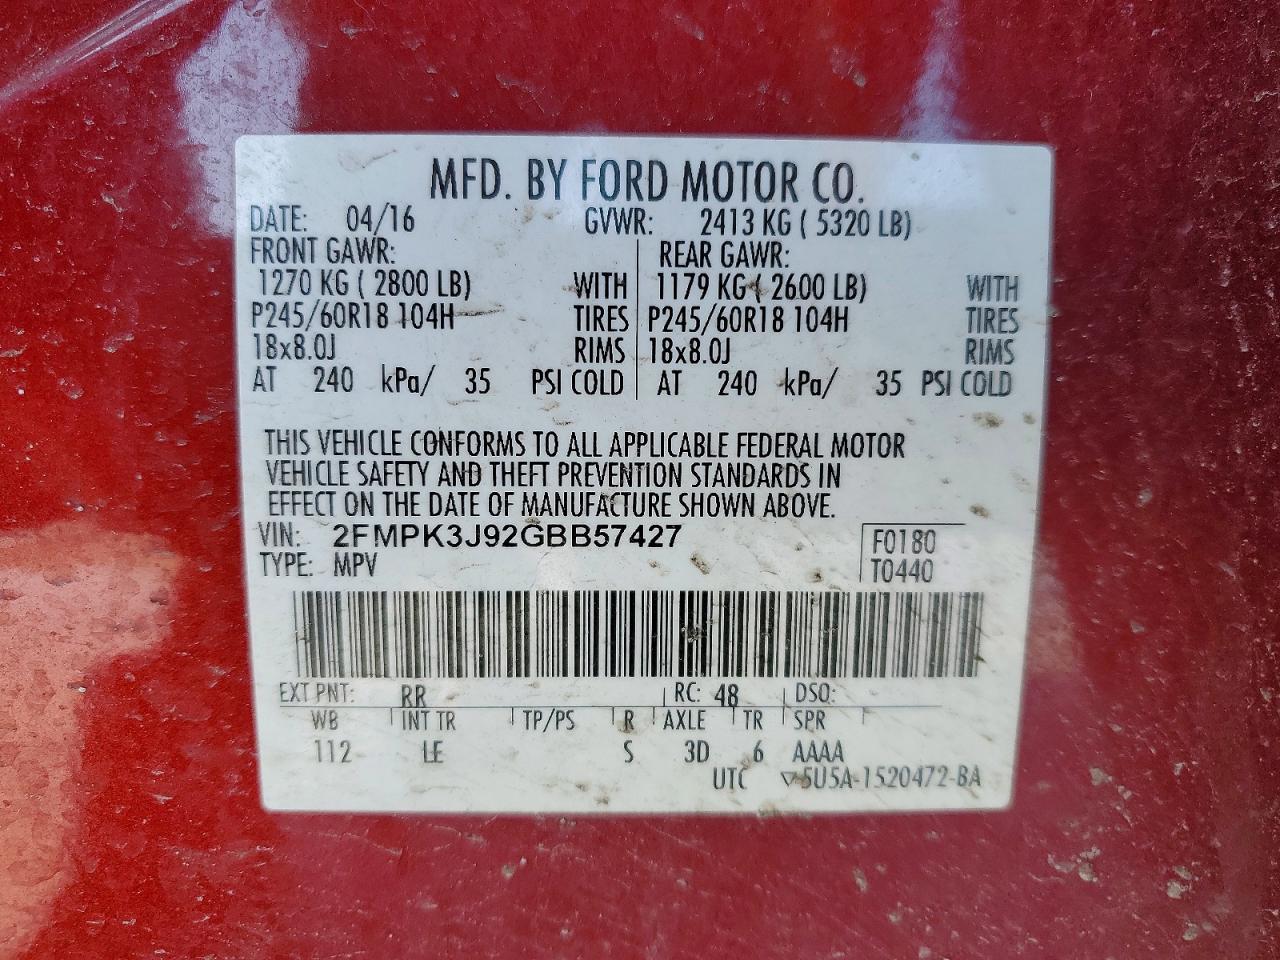 MFD. BY FORD MOTOR CO.
DATE: 04/16 GVWR: 2413 KG ( 5320 LB)
FRONT GAWR: REAR GAWR:
1270 KG ( 2800 LB) WITH 1179 KG ( 2600 LB) WITH
P245/60R18 104H TIRES P245/60R18 104H TIRES
18x8.0J RIMS 18x8.0J RIMS
AT 240 kPa/ 35 PSI COLD AT 240 kPa/ 35 PSI COLD
THIS VEHICLE CONFORMS TO ALL APPLICABLE FEDERAL MOTOR
VEHICLE SAFETY AND THEFT PREVENTION STANDARDS IN
EFFECT ON THE DATE OF MANUFACTURE SHOWN ABOVE.
VIN: 2FMPK3J92GBB57427 F0180
TYPE: MPV T0440
EXT PNT: RR RC: 48 DSO:
WB INT TR TP/PS R AXLE TR SPR
112 LE S 3D 6 AAAA
UTC ▽5U5A-1520472-BA